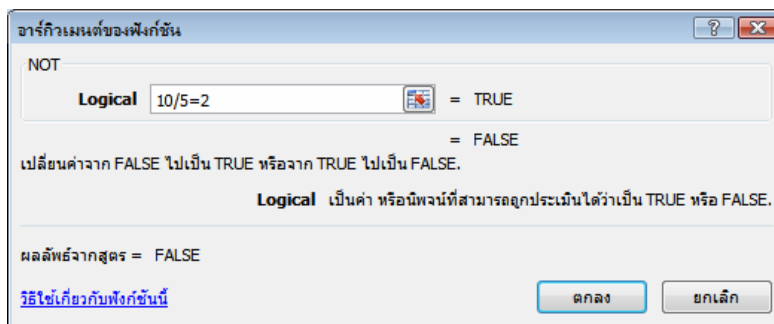 อาร์กิวเมนต์ของฟังก์ชัน
NOT
Logical 10/5=2 = TRUE
= FALSE
เปลี่ยนค่าจาก FALSE ไปเป็น TRUE หรือจาก TRUE ไปเป็น FALSE.
Logical เป็นค่า หรือนิพจน์ที่สามารถถูกประเมินได้ว่าเป็น TRUE หรือ FALSE.
ผลลัพธ์จากสูตร = FALSE
วิธีใช้เกี่ยวกับฟังก์ชันนี้ ตกลง ยกเลิก